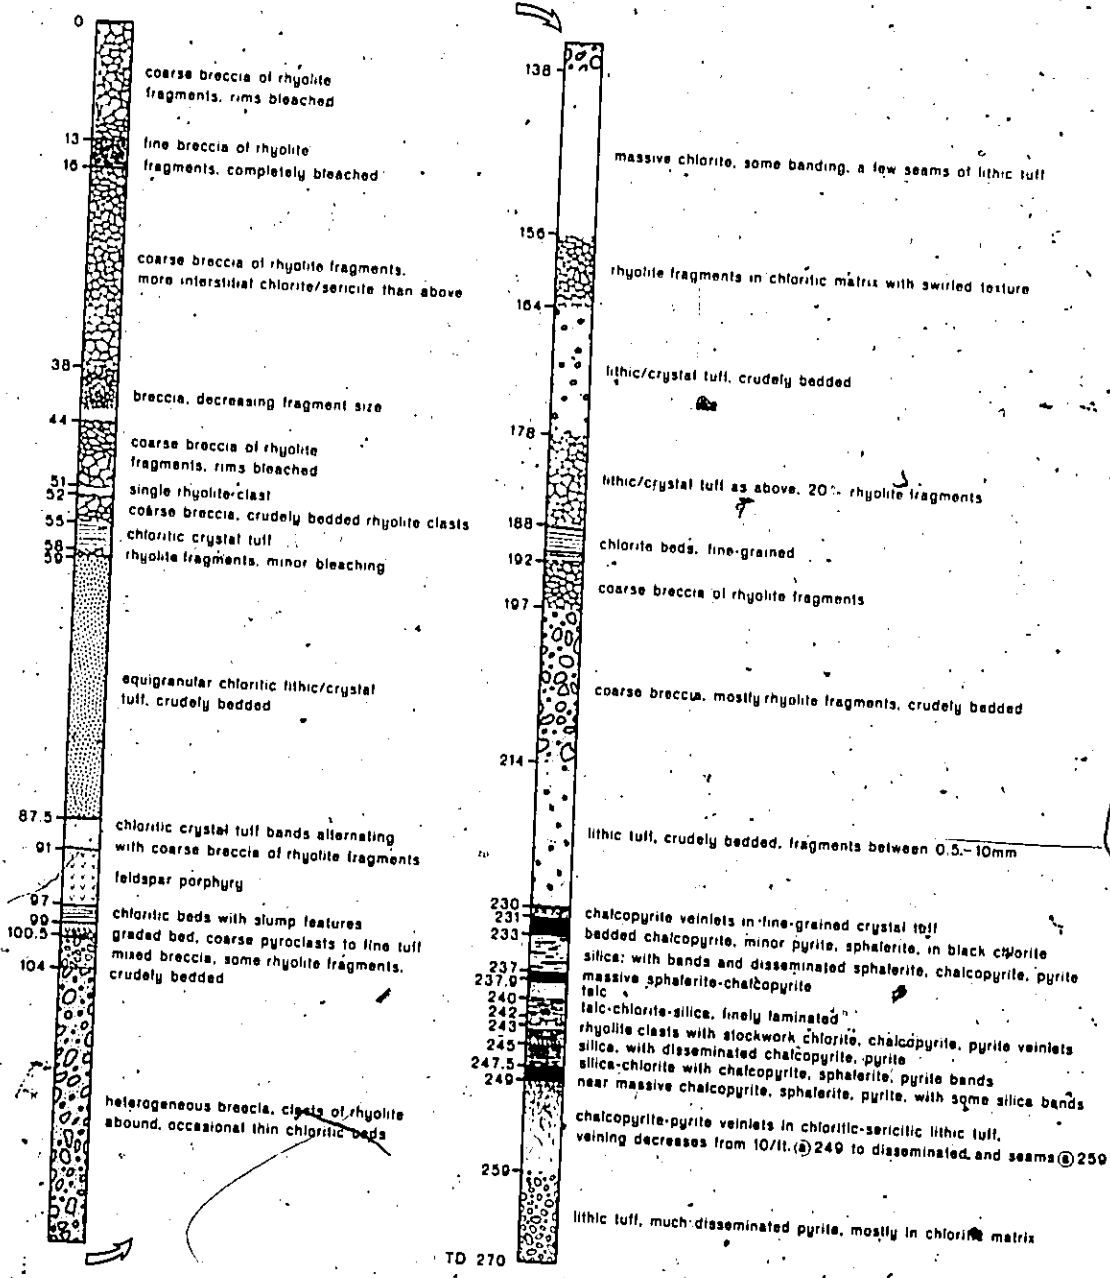 0
coarse breccia of rhyolite
fragments, rims bleached
13
fine breccia of rhyolite
16
fragments, completely bleached
coarse breccia of rhyolite fragments,
more interstitial chlorite/sericite than above
38
breccia, decreasing fragment size
44
coarse breccia of rhyolite
fragments, rims bleached
51
single rhyolite clast
52
coarse breccia, crudely bedded rhyolite clasts
55
chloritic crystal tuff
58
rhyolite fragments, minor bleaching
59
equigranular chloritic lithic/crystal
tuff, crudely bedded
87.5
chloritic crystal tuff bands alternating
91
with coarse breccia of rhyolite fragments
feldspar porphyry
97
chloritic beds with slump features
99
graded bed, coarse pyroclasts to fine tuff
100.5
mixed breccia, some rhyolite fragments,
104
crudely bedded
heterogeneous breccia, clasts of rhyolite
abound, occasional thin chloritic beds
138
massive chlorite, some banding, a few seams of lithic tuff
156
rhyolite fragments in chloritic matrix with swirled texture
164
lithic/crystal tuff, crudely bedded
178
lithic/crystal tuff as above, 20% rhyolite fragments
188
chlorite beds, fine-grained
192
coarse breccia of rhyolite fragments
197
coarse breccia, mostly rhyolite fragments, crudely bedded
214
lithic tuff, crudely bedded, fragments between 0.5-10mm
230
231
chalcopyrite veinlets in fine-grained crystal tuff
233
bedded chalcopyrite, minor pyrite, sphalerite, in black chlorite
silica; with bands and disseminated sphalerite, chalcopyrite, pyrite
237
massive sphalerite-chalcopyrite
237.9
talc
240
talc-chlorite-silica, finely laminated
242
rhyolite clasts with stockwork chlorite, chalcopyrite, pyrite veinlets
243
silica, with disseminated chalcopyrite, pyrite
245
silica-chlorite with chalcopyrite, sphalerite, pyrite bands
247.5
near massive chalcopyrite, sphalerite, pyrite, with some silica bands
249
chalcopyrite-pyrite veinlets in chloritic-sericitic lithic tuff,
veining decreases from 10/ft. @ 249 to disseminated and seams @ 259
259
lithic tuff, much disseminated pyrite, mostly in chlorite matrix
TD 270